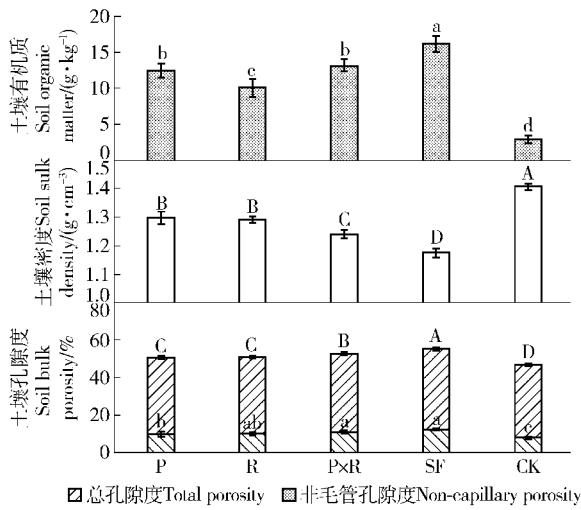 土壤有机质
Soil organic
matter/(g·kg⁻¹)
20
15
10
5
0
b
c
b
a
d
土壤密度Soil sulk
density/(g·cm⁻³)
1.5
1.4
1.3
1.2
1.1
1.0
B
B
C
D
A
土壤孔隙度
Soil bulk
porosity/%
80
60
40
20
0
C
C
B
A
D
b
ab
a
a
c
P
R
P×R
SF
CK
总孔隙度Total porosity
非毛管孔隙度Non-capillary porosity